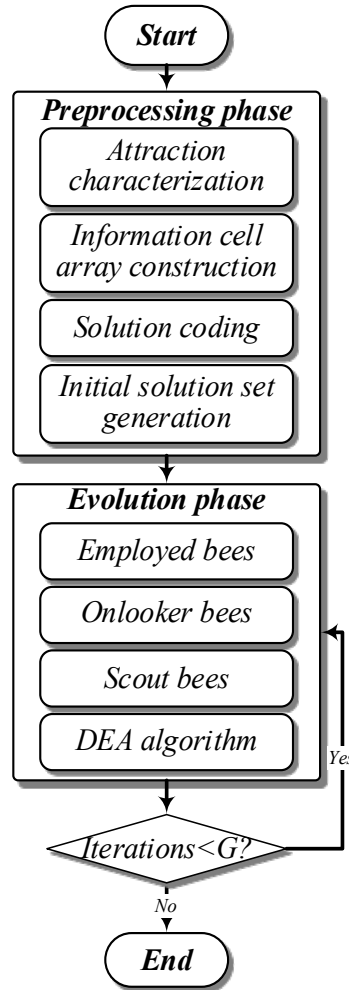 Start
Preprocessing phase
Attraction
characterization
Information cell
array construction
Solution coding
Initial solution set
generation
Evolution phase
Employed bees
Onlooker bees
Scout bees
DEA algorithm
Yes
Iterations<G?
No
End